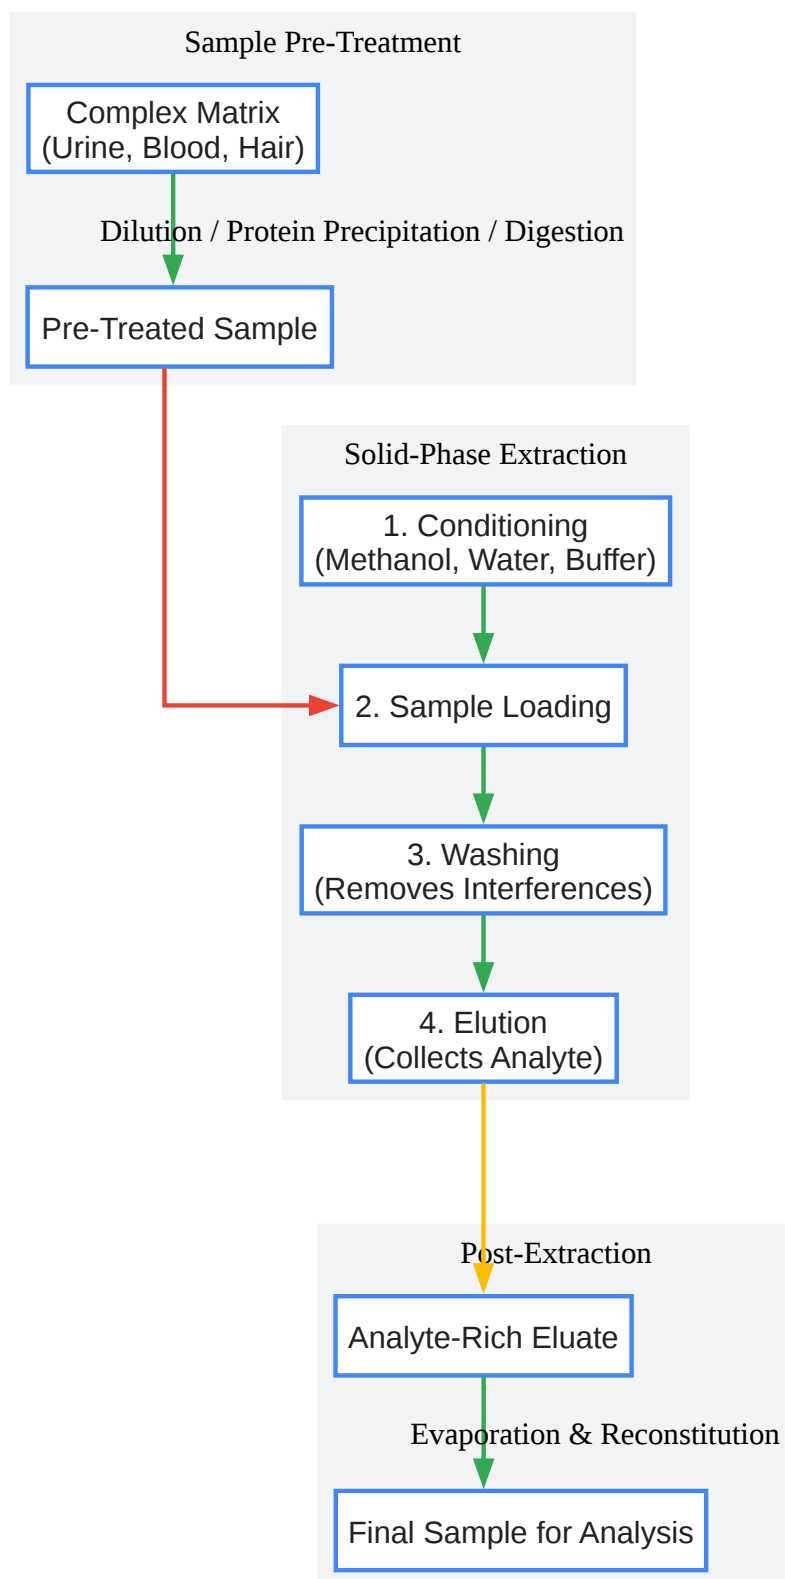 Sample Pre-Treatment
Complex Matrix
(Urine, Blood, Hair)
Dilution / Protein Precipitation / Digestion
Pre-Treated Sample
Solid-Phase Extraction
1. Conditioning
(Methanol, Water, Buffer)
2. Sample Loading
3. Washing
(Removes Interferences)
4. Elution
(Collects Analyte)
Post-Extraction
Analyte-Rich Eluate
Evaporation & Reconstitution
Final Sample for Analysis